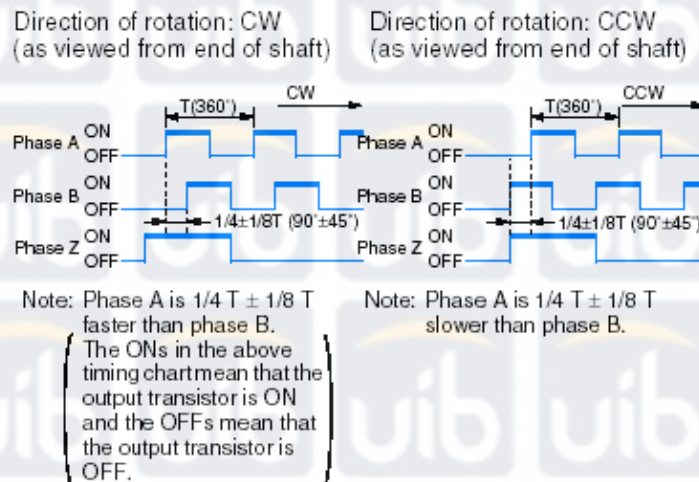 Direction of rotation: CW
(as viewed from end of shaft)
T(360°)
CW
Phase A ON
OFF
Phase B ON
OFF
1/4±1/8T (90°±45°)
Phase Z ON
OFF
Note: Phase A is 1/4 T ± 1/8 T
faster than phase B.
The ONs in the above
timing chart mean that the
output transistor is ON
and the OFFs mean that
the output transistor is
OFF.
Direction of rotation: CCW
(as viewed from end of shaft)
T(360°)
CCW
Phase A ON
OFF
Phase B ON
OFF
1/4±1/8T (90°±45°)
Phase Z ON
OFF
Note: Phase A is 1/4 T ± 1/8 T
slower than phase B.
uib
uib
uib
uib